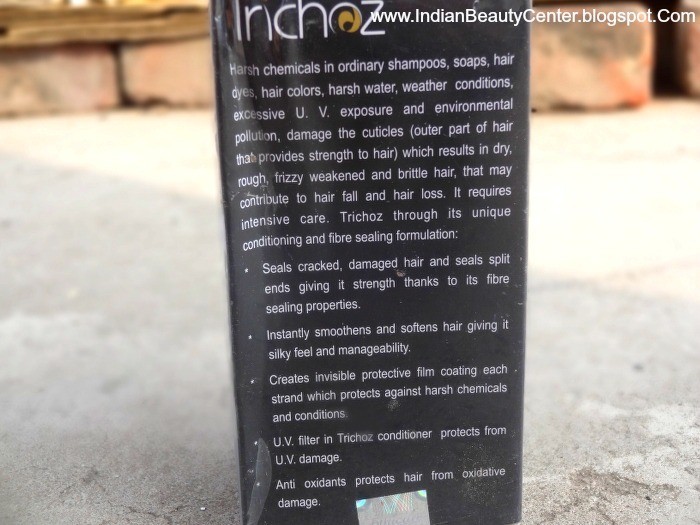 www.IndianBeautyCenter.blogspot.Com
Trichoz
Harsh chemicals in ordinary shampoos, soaps, hair
dyes, hair colors, harsh water, weather conditions,
excessive U. V. exposure and environmental
pollution, damage the cuticles (outer part of hair
that provides strength to hair) which results in dry,
rough, frizzy weakened and brittle hair, that may
contribute to hair fall and hair loss. It requires
intensive care. Trichoz through its unique
conditioning and fibre sealing formulation:
* Seals cracked, damaged hair and seals split
ends giving it strength thanks to its fibre
sealing properties.
* Instantly smoothens and softens hair giving it
silky feel and manageability.
* Creates invisible protective film coating each
strand which protects against harsh chemicals
and conditions.
* U.V. filter in Trichoz conditioner protects from
U.V. damage.
Anti oxidants protects hair from oxidative
damage.